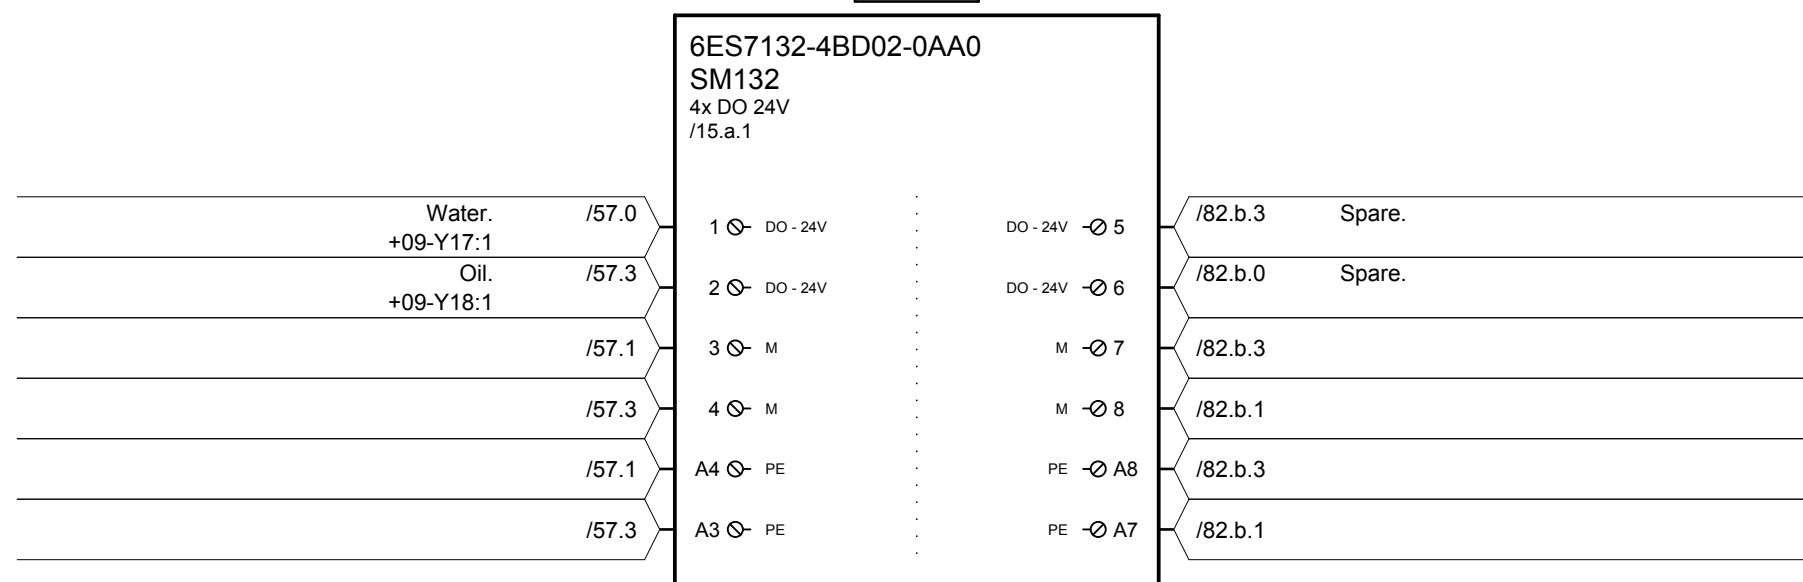 6ES7132-4BD02-0AA0
SM132
4x DO 24V
/15.a.1
Water. /57.0 1 DO - 24V DO - 24V 5 /82.b.3 Spare.
+09-Y17:1
Oil. /57.3 2 DO - 24V DO - 24V 6 /82.b.0 Spare.
+09-Y18:1
/57.1 3 M M 7 /82.b.3
/57.3 4 M M 8 /82.b.1
/57.1 A4 PE PE A8 /82.b.3
/57.3 A3 PE PE A7 /82.b.1